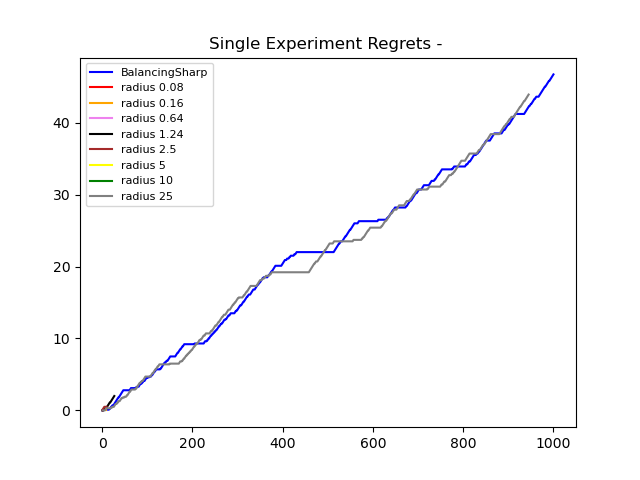 Single Experiment Regrets -
BalancingSharp
radius 0.08
radius 0.16
radius 0.64
radius 1.24
radius 2.5
radius 5
radius 10
radius 25
40
30
20
10
0
0 200 400 600 800 1000